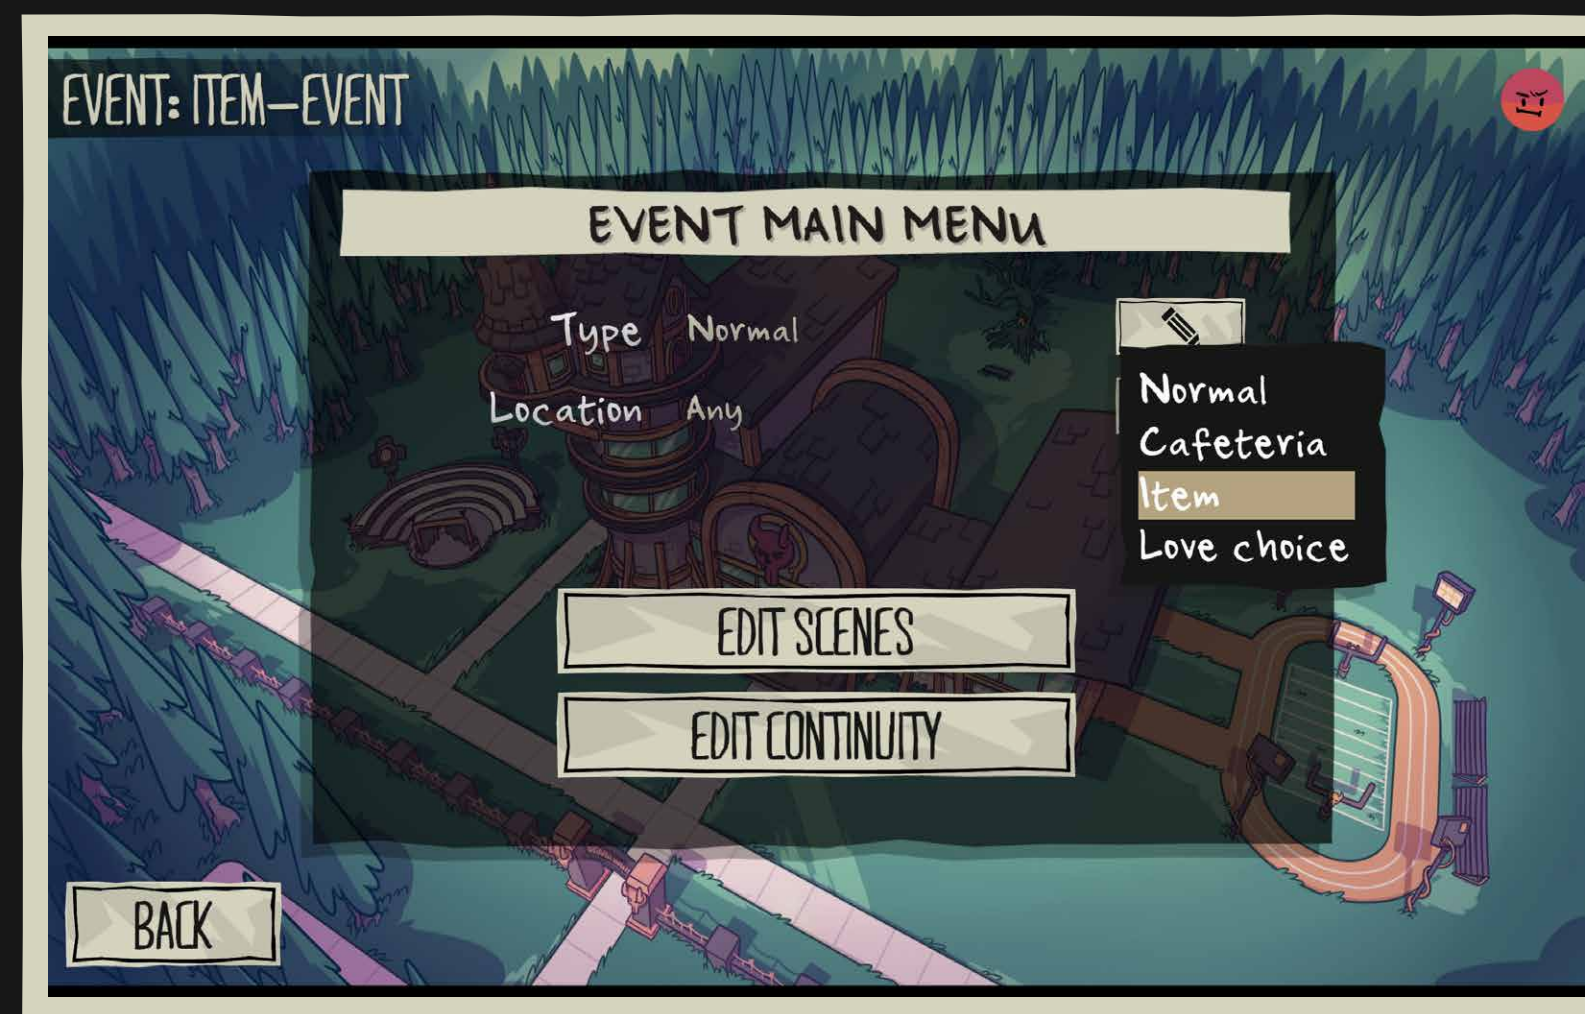 EVENT: ITEM-EVENT
EVENT MAIN MENU
Type Normal
Location Any
Normal
Cafeteria
Item
Love choice
EDIT SCENES
EDIT CONTINUITY
BACK